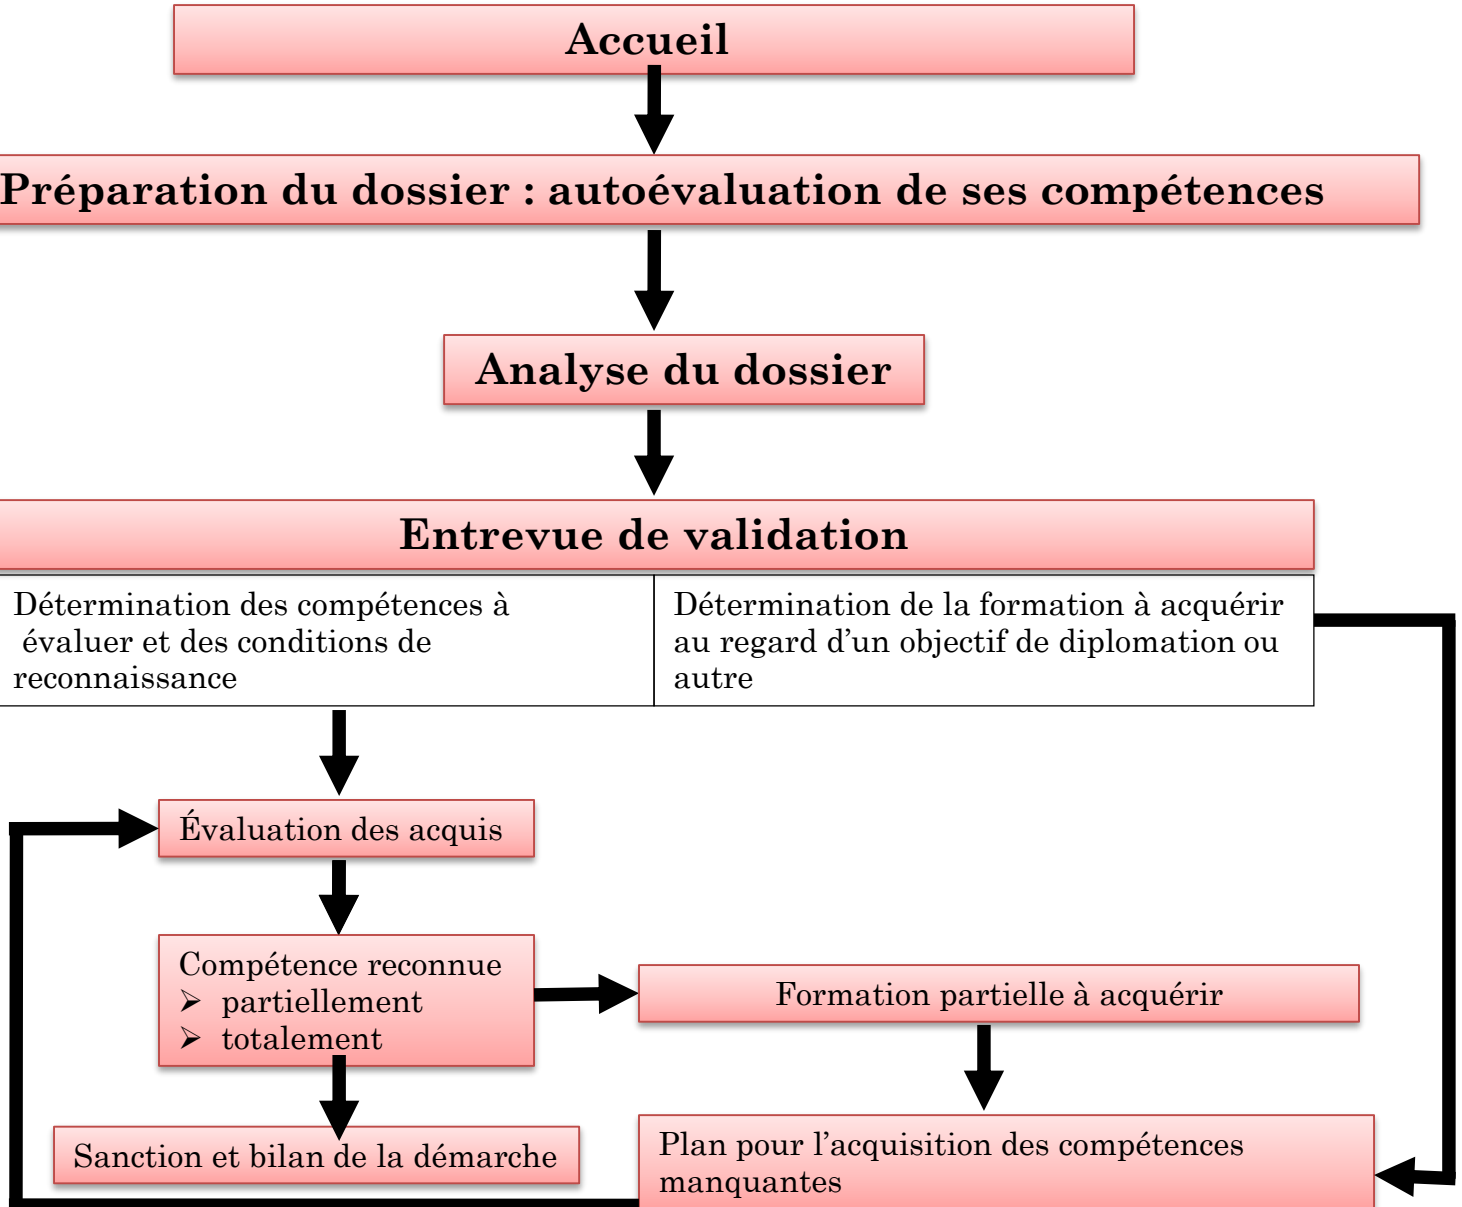 Accueil
Préparation du dossier : autoévaluation de ses compétences
Analyse du dossier
Entrevue de validation
Détermination des compétences à
évaluer et des conditions de
reconnaissance
Détermination de la formation à acquérir
au regard d’un objectif de diplomation ou
autre
Évaluation des acquis
Compétence reconnue
➢ partiellement
➢ totalement
Formation partielle à acquérir
Sanction et bilan de la démarche
Plan pour l’acquisition des compétences
manquantes